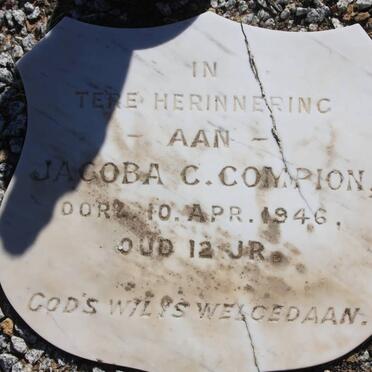 IN
TERE HERINNERING
- AAN -
JACOBA C. COMPION,
OORL. 10. APR. 1946.
OUD 12 JR.
GOD'S WIL IS WELGEDAAN.